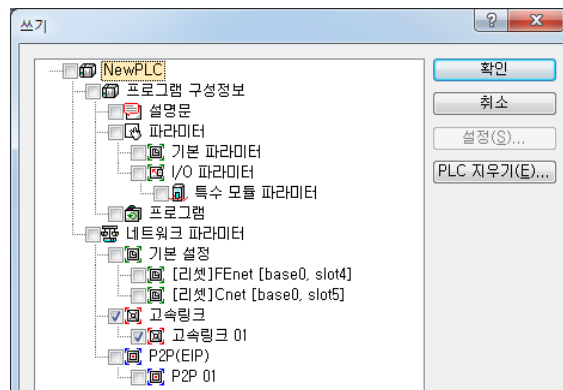 쓰기
NewPLC
프로그램 구성정보
설명문
파라미터
기본 파라미터
I/O 파라미터
특수 모듈 파라미터
프로그램
네트워크 파라미터
기본 설정
[리셋]FEnet [base0, slot4]
[리셋]Cnet [base0, slot5]
고속링크
고속링크 01
P2P(EIP)
P2P 01
확인
취소
설정(S)...
PLC 지우기(E)...